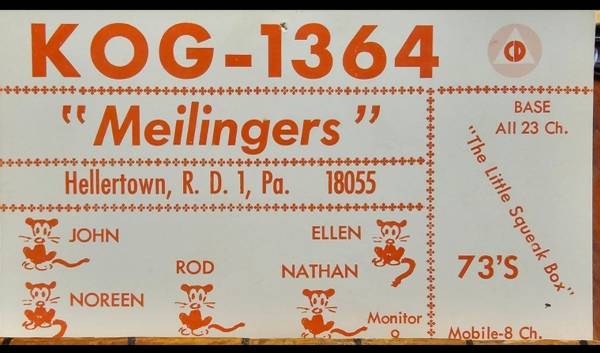 KOG-1364
"Meilingers"
Hellertown, R. D. 1, Pa. 18055
JOHN
ELLEN
ROD
NATHAN
NOREEN
Monitor
9
CD
BASE
All 23 Ch.
"The Little Squeak Box"
73'S
Mobile-8 Ch.